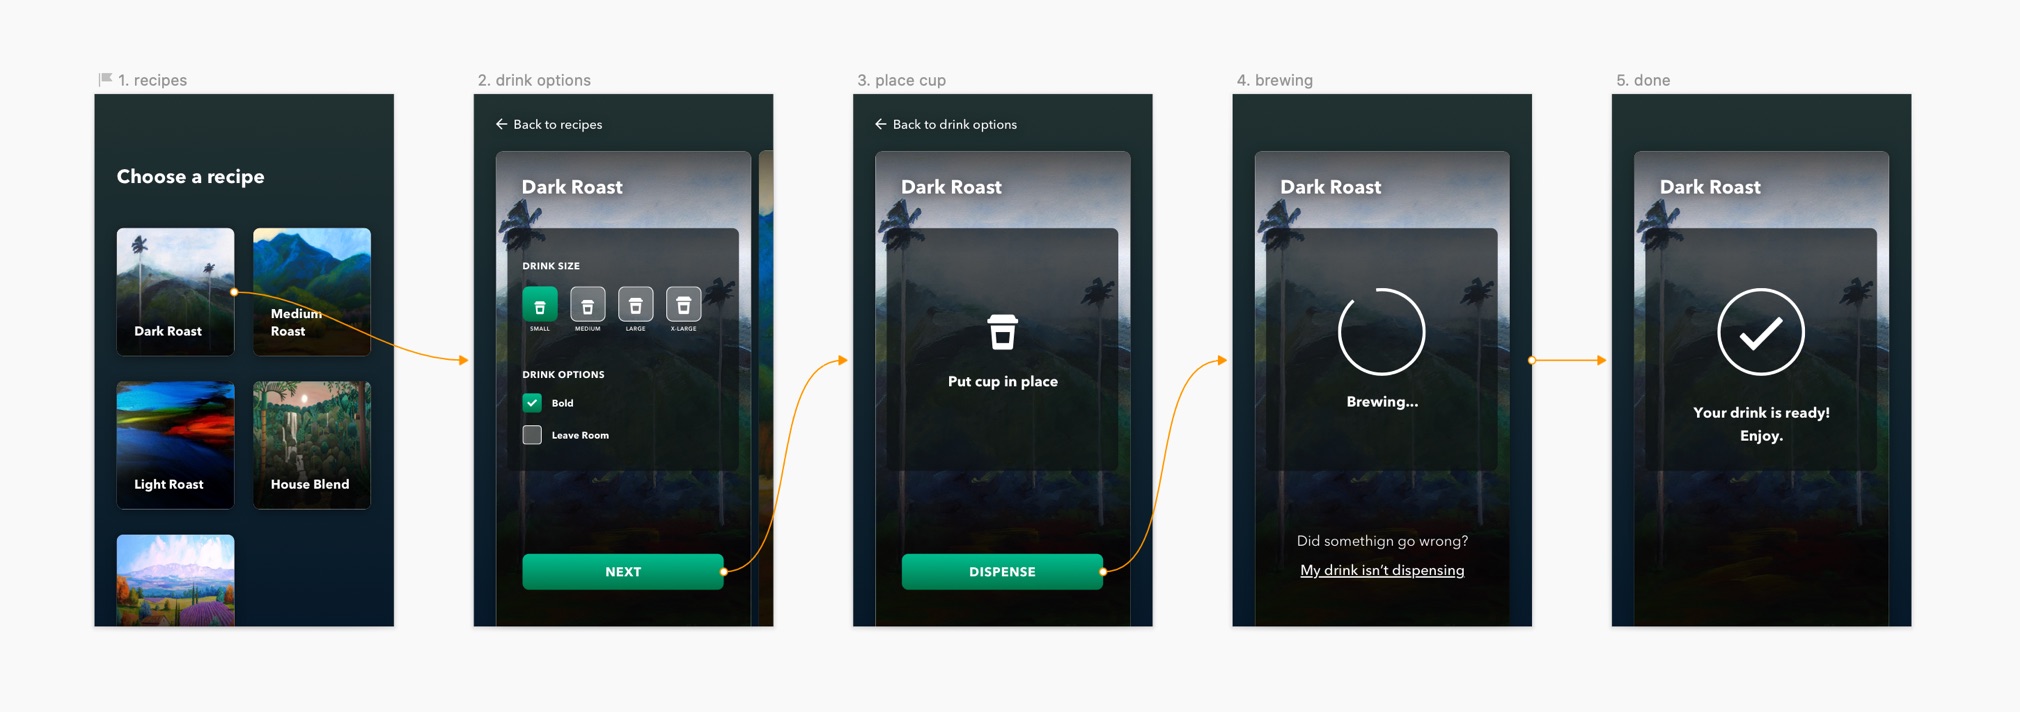 1. recipes
Choose a recipe
Dark Roast
Medium
Roast
Light Roast
House Blend
2. drink options
← Back to recipes
Dark Roast
DRINK SIZE
SMALL MEDIUM LARGE X-LARGE
DRINK OPTIONS
Bold
Leave Room
NEXT
3. place cup
← Back to drink options
Dark Roast
Put cup in place
DISPENSE
4. brewing
Dark Roast
Brewing...
Did somethign go wrong?
My drink isn't dispensing
5. done
Dark Roast
Your drink is ready!
Enjoy.